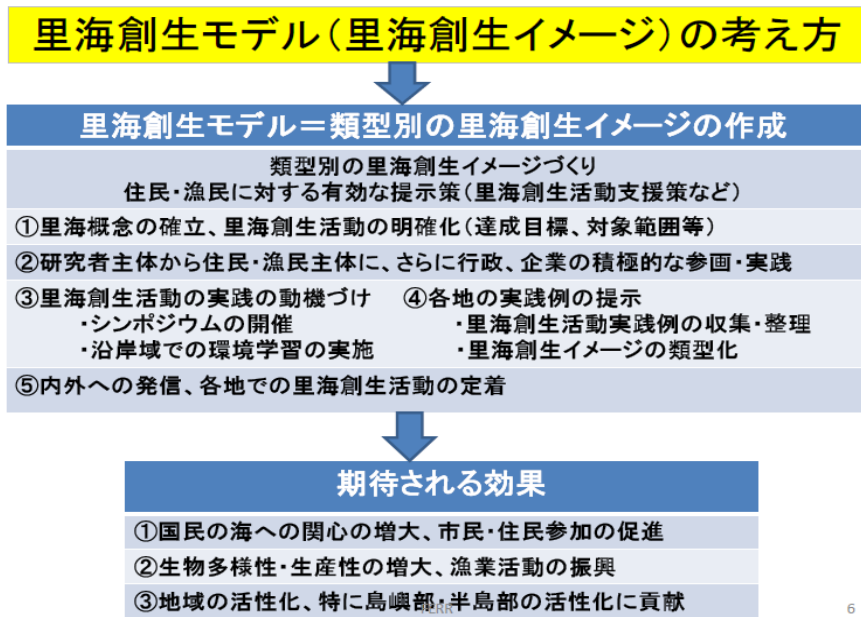 里海創生モデル（里海創生イメージ）の考え方
里海創生モデル＝類型別の里海創生イメージの作成
類型別の里海創生イメージづくり
住民・漁民に対する有効な提示策（里海創生活動支援策など）
①里海概念の確立、里海創生活動の明確化（達成目標、対象範囲等）
②研究者主体から住民・漁民主体に、さらに行政、企業の積極的な参画・実践
③里海創生活動の実践の動機づけ
・シンポジウムの開催
・沿岸域での環境学習の実施
④各地の実践例の提示
・里海創生活動実践例の収集・整理
・里海創生イメージの類型化
⑤内外への発信、各地での里海創生活動の定着
期待される効果
①国民の海への関心の増大、市民・住民参加の促進
②生物多様性・生産性の増大、漁業活動の振興
③地域の活性化、特に島嶼部・半島部の活性化に貢献
6